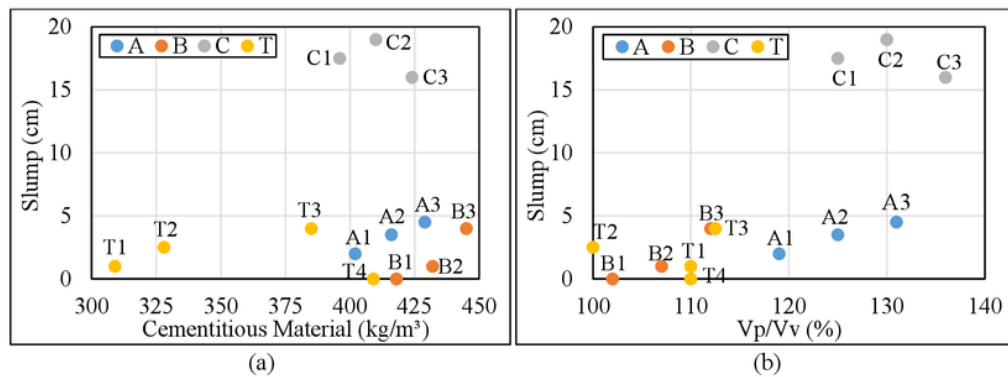 20
A B C T
C2
C1
C3
15
Slump (cm)
10
5
T3
A3
B3
A2
T2
A1
T1
T4
B1
B2
0
300 325 350 375 400 425 450
Cementitious Material (kg/m³)
(a)
20
A B C T
C1
C2
C3
15
Slump (cm)
10
5
A3
B3
T3
A2
T2
A1
B2
T1
B1
T4
0
100 110 120 130 140
Vp/Vv (%)
(b)